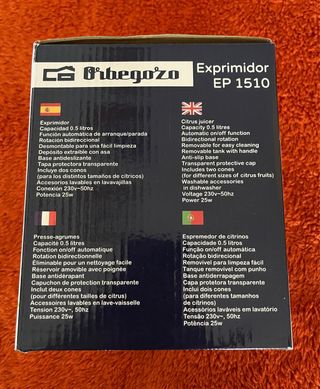 Orbegozo
Exprimidor
EP 1510
Exprimidor
Capacidad 0.5 litros
Función automática de arranque/parada
Rotación bidireccional
Desmontable para una fácil limpieza
Depósito extraíble con asa
Base antideslizante
Tapa protectora transparente
Incluye dos conos
(para los distintos tamaños de cítricos)
Accesorios lavables en lavavajillas
Conexión 230v~50hz
Potencia 25w
Citrus juicer
Capacity 0.5 litros
Automatic on/off function
Bidirectional rotation
Removable for easy cleaning
Removable tank with handle
Anti-slip base
Transparent protective cap
Includes two cones
(for different sizes of citrus fruits)
Washable accessories
in dishwasher
Voltage 230v~50hz
Power 25w
Presse-agrumes
Capacité 0.5 litros
Fonction on/off automatique
Rotation bidirectionnelle
Éliminable pour un nettoyage facile
Réservoir amovible avec poignée
Base antidérapant
Capuchon de protection transparente
Inclut deux cones
(pour différentes tailles de citrus)
Accessoires lavables en lave-vaisselle
Tension 230v~, 50hz
Puissance 25w
Espremedor de citrinos
Capacidade 0.5 litros
Função on/off automática
Rotação bidirecional
Removível para limpeza fácil
Tanque removível com punho
Base antiderrapagem
Capa protetora transparente
Inclui dois cones
(para diferentes tamanhos
de citrinos)
Acessórios laváveis em lavatório
Tensão 230v~, 50hz
Potência 25w